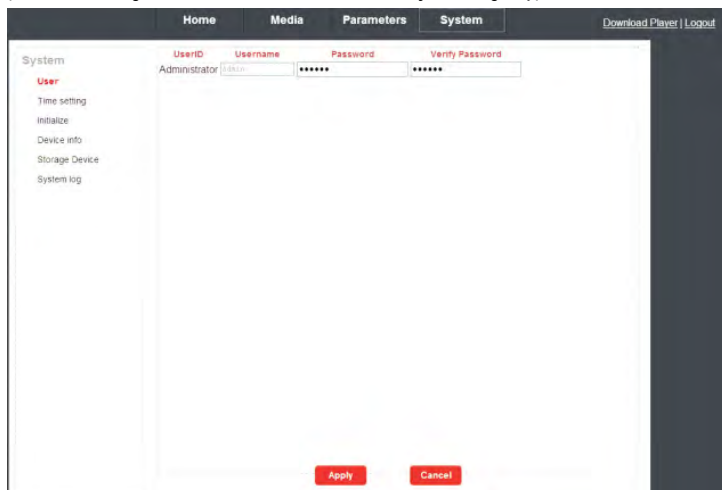 Home Media Parameters System
Download Player | Logout
System
User
Time setting
Initialize
Device info
Storage Device
System log
UserID Username Password Verify Password
Administrator Admin •••••• ••••••
Apply Cancel